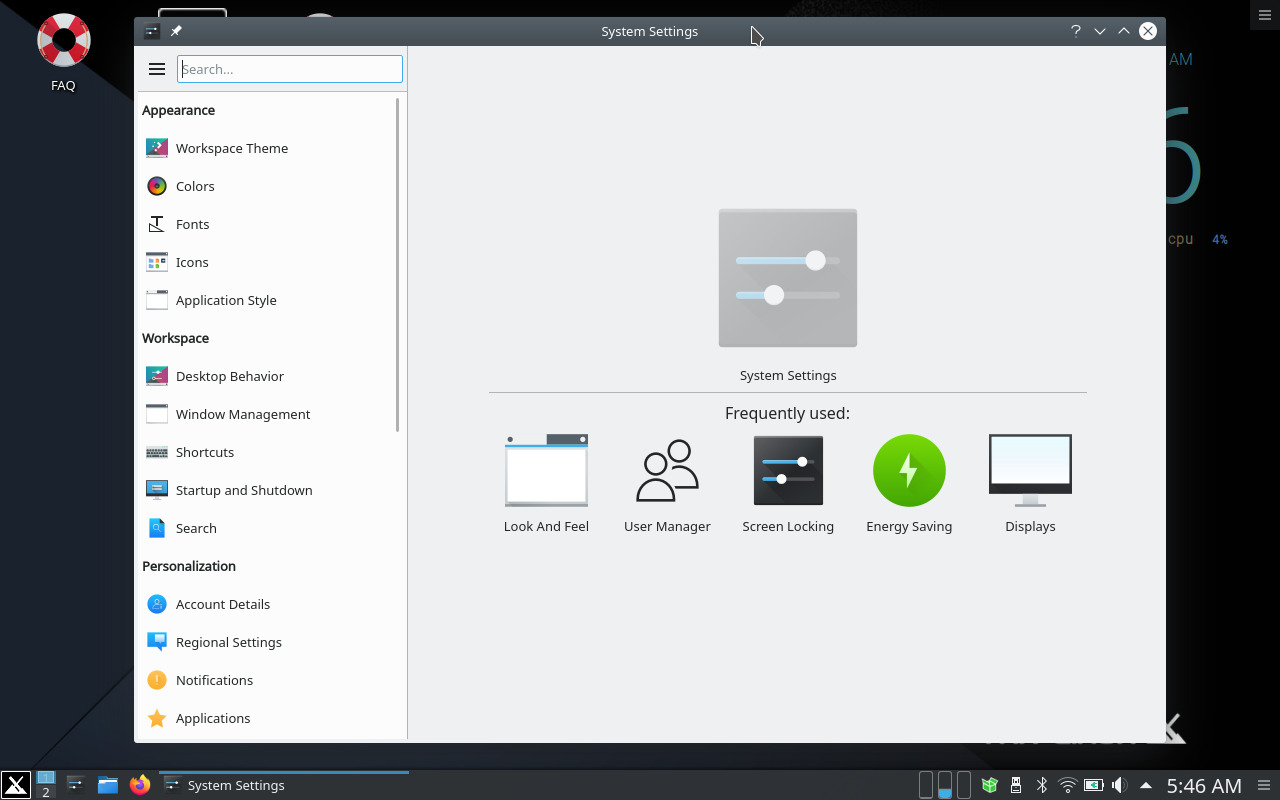 System Settings
Search...
FAQ
AM
6
cpu 4%
Appearance
Workspace Theme
Colors
Fonts
Icons
Application Style
Workspace
Desktop Behavior
Window Management
Shortcuts
Startup and Shutdown
Search
Personalization
Account Details
Regional Settings
Notifications
Applications
System Settings
Frequently used:
Look And Feel
User Manager
Screen Locking
Energy Saving
Displays
1
2
System Settings
5:46 AM